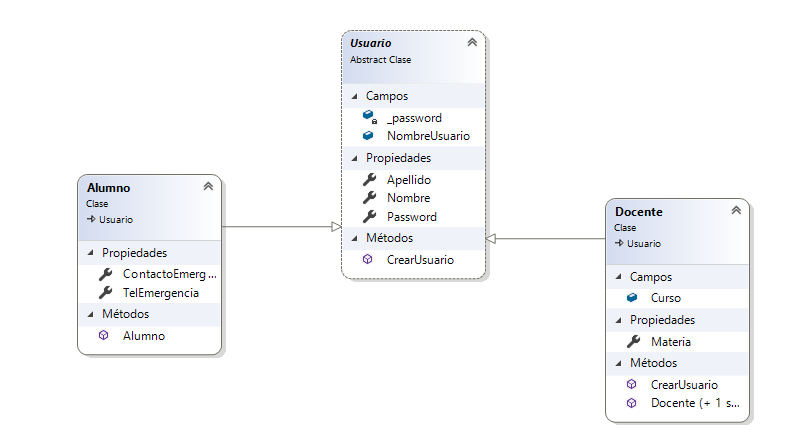 Usuario
Abstract Clase
Campos
_password
NombreUsuario
Propiedades
Apellido
Nombre
Password
Métodos
CrearUsuario
Alumno
Clase
Usuario
Propiedades
ContactoEmerg...
TelEmergencia
Métodos
Alumno
Docente
Clase
Usuario
Campos
Curso
Propiedades
Materia
Métodos
CrearUsuario
Docente (+ 1 s...